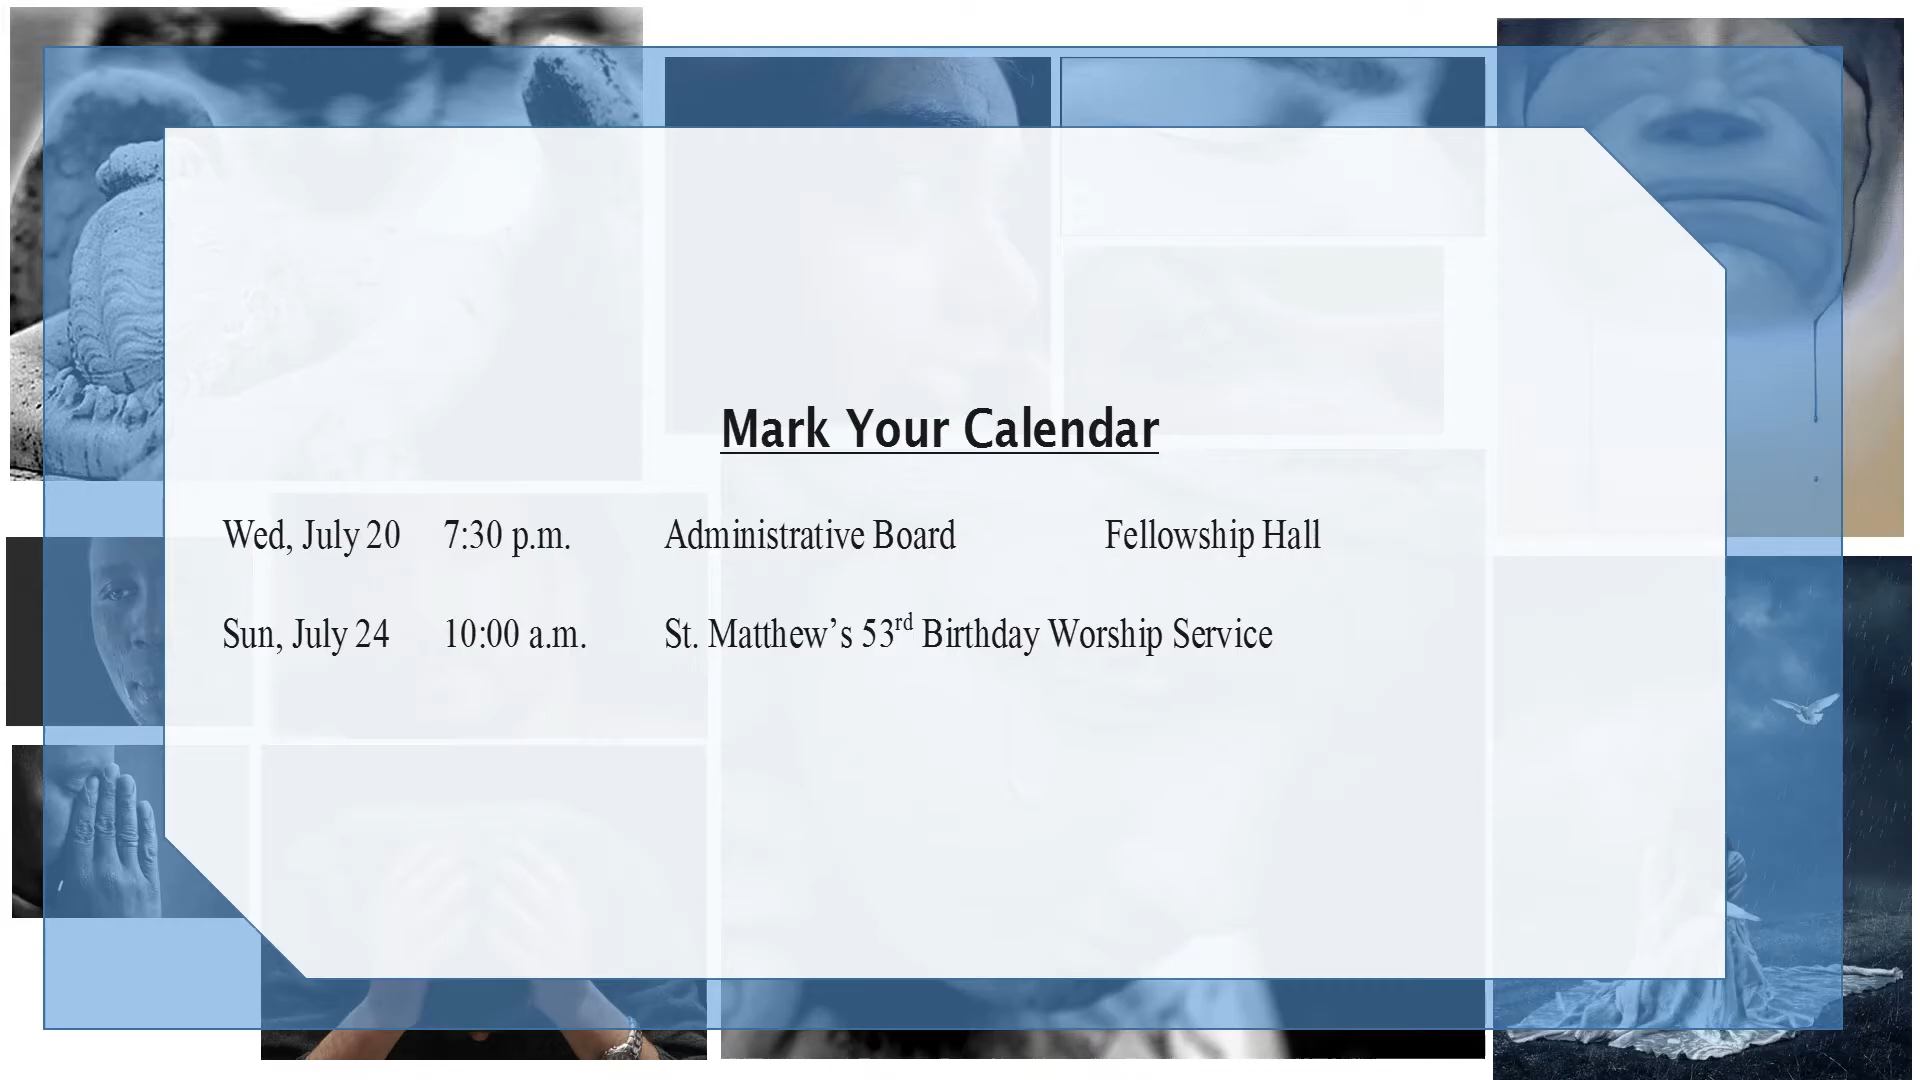 Mark Your Calendar
Wed, July 20 7:30 p.m. Administrative Board Fellowship Hall
Sun, July 24 10:00 a.m. St. Matthew’s 53rd Birthday Worship Service